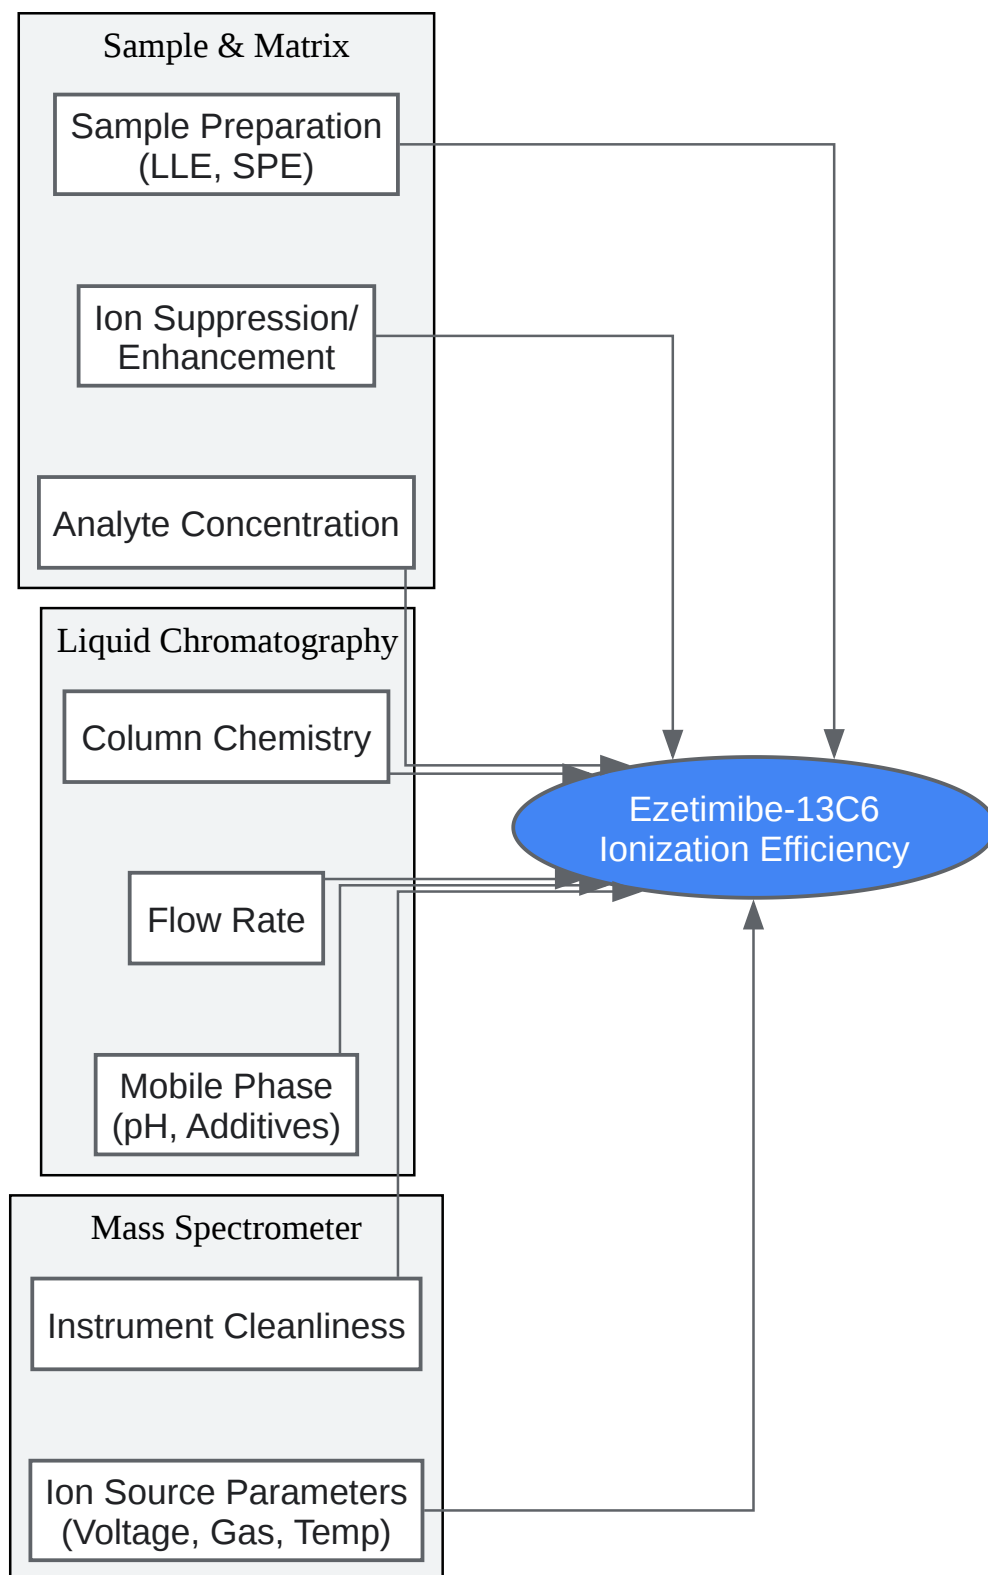 Sample & Matrix
Sample Preparation
(LLE, SPE)
Ion Suppression/
Enhancement
Analyte Concentration
Liquid Chromatography
Column Chemistry
Ezetimibe-13C6
Ionization Efficiency
Flow Rate
Mobile Phase
(pH, Additives)
Mass Spectrometer
Instrument Cleanliness
Ion Source Parameters
(Voltage, Gas, Temp)